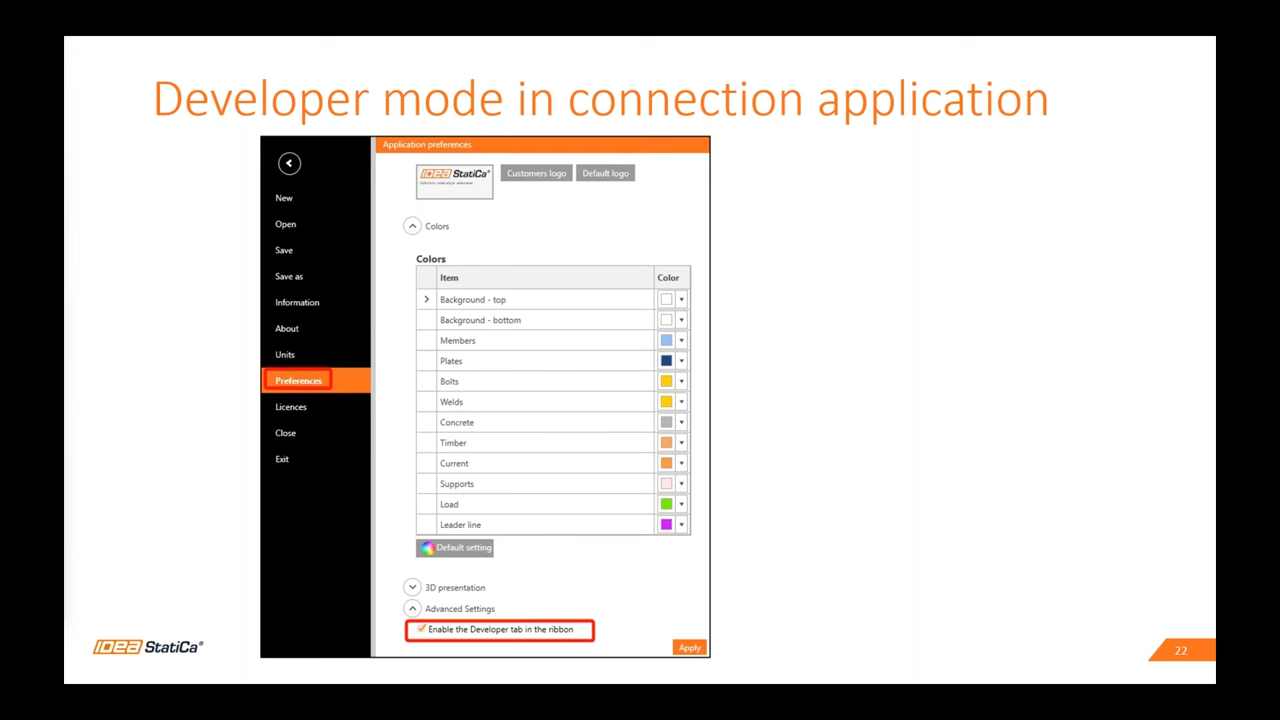 Developer mode in connection application
Application preferences
IDEA StatiCa®
Customers logo
Default logo
New
Open
Save
Save as
Information
About
Units
Preferences
Licences
Close
Exit
Colors
Colors
Item Color
Background - top
Background - bottom
Members
Plates
Bolts
Welds
Concrete
Timber
Current
Supports
Load
Leader line
Default setting
3D presentation
Advanced Settings
Enable the Developer tab in the ribbon
Apply
IDEA StatiCa®
22